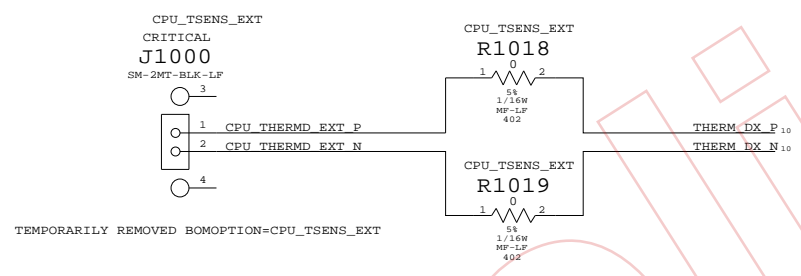 CPU_TSENS_EXT
CRITICAL
J1000
SM-2MT-BLK-LF
3
1 CPU_THERMD_EXT_P
2 CPU_THERMD_EXT_N
4
CPU_TSENS_EXT
R1018
0
1 2
5%
1/16W
MF-LF
402
THERM_DX_P 10
THERM_DX_N 10
CPU_TSENS_EXT
R1019
0
1 2
5%
1/16W
MF-LF
402
TEMPORARILY REMOVED BOMOPTION=CPU_TSENS_EXT